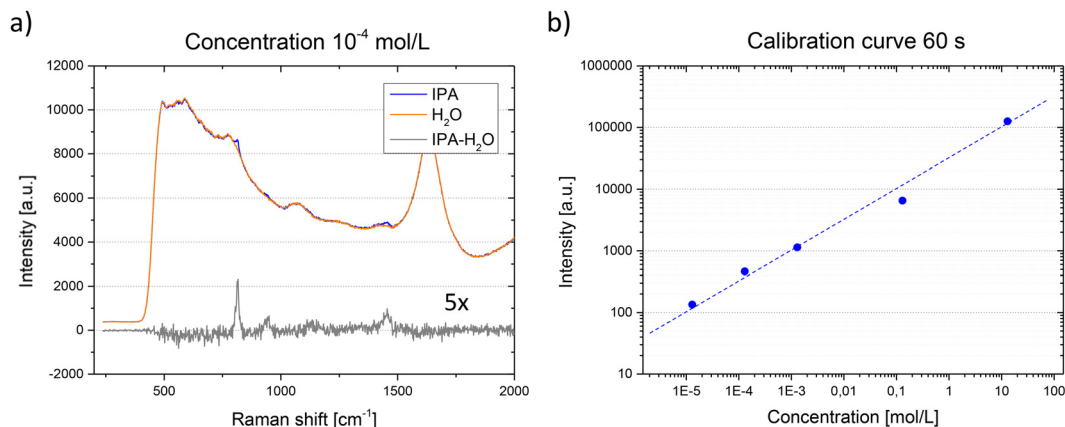 a)
Concentration 10⁻⁴ mol/L
12000
10000
8000
6000
4000
2000
0
-2000
Intensity [a.u.]
IPA
H₂O
IPA-H₂O
5x
500
1000
1500
2000
Raman shift [cm⁻¹]
b)
Calibration curve 60 s
1000000
100000
10000
1000
100
10
Intensity [a.u.]
1E-5
1E-4
1E-3
0,01
0,1
1
10
100
Concentration [mol/L]